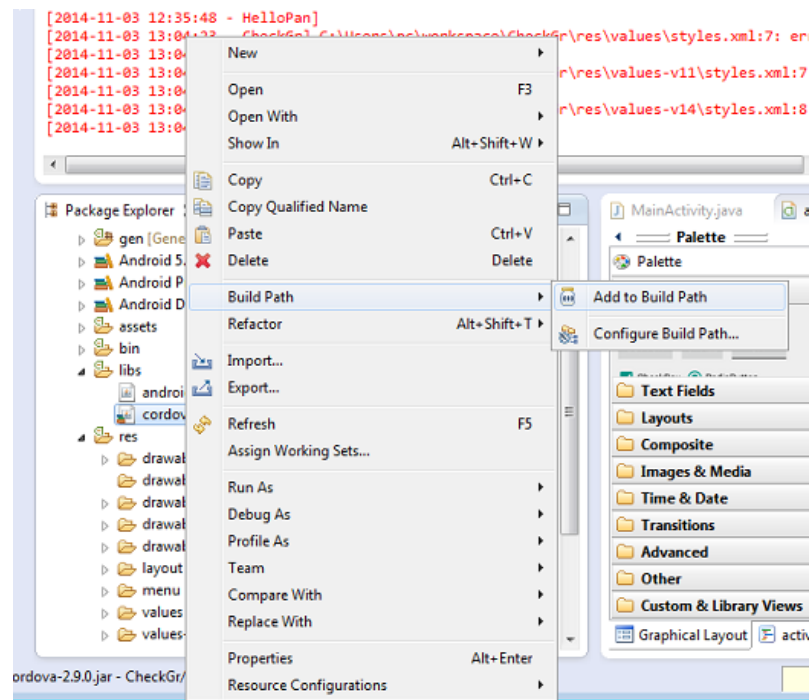 [2014-11-03 12:35:48 - HelloPan]
[2014-11-03 13:04:23 - CheckGr] C:\Users\pc\workspace\CheckGr\res\values\styles.xml:7: er
[2014-11-03 13:04 r\res\values-v11\styles.xml:7
[2014-11-03 13:04
[2014-11-03 13:04 r\res\values-v14\styles.xml:8
[2014-11-03 13:04
New
Open F3
Open With
Show In Alt+Shift+W
Copy Ctrl+C
Copy Qualified Name
Paste Ctrl+V
Delete Delete
Build Path
Refactor Alt+Shift+T
Import...
Export...
Refresh F5
Assign Working Sets...
Run As
Debug As
Profile As
Team
Compare With
Replace With
Properties Alt+Enter
Resource Configurations
Add to Build Path
Configure Build Path...
Package Explorer
gen [Gene
Android 5.
Android P
Android D
assets
bin
libs
androi
cordov
res
drawal
drawal
drawal
drawal
drawal
layout
menu
values
values-
MainActivity.java a
Palette
Palette
CheckBox RadioButton
Text Fields
Layouts
Composite
Images & Media
Time & Date
Transitions
Advanced
Other
Custom & Library Views
Graphical Layout activ
ordova-2.9.0.jar - CheckGr/